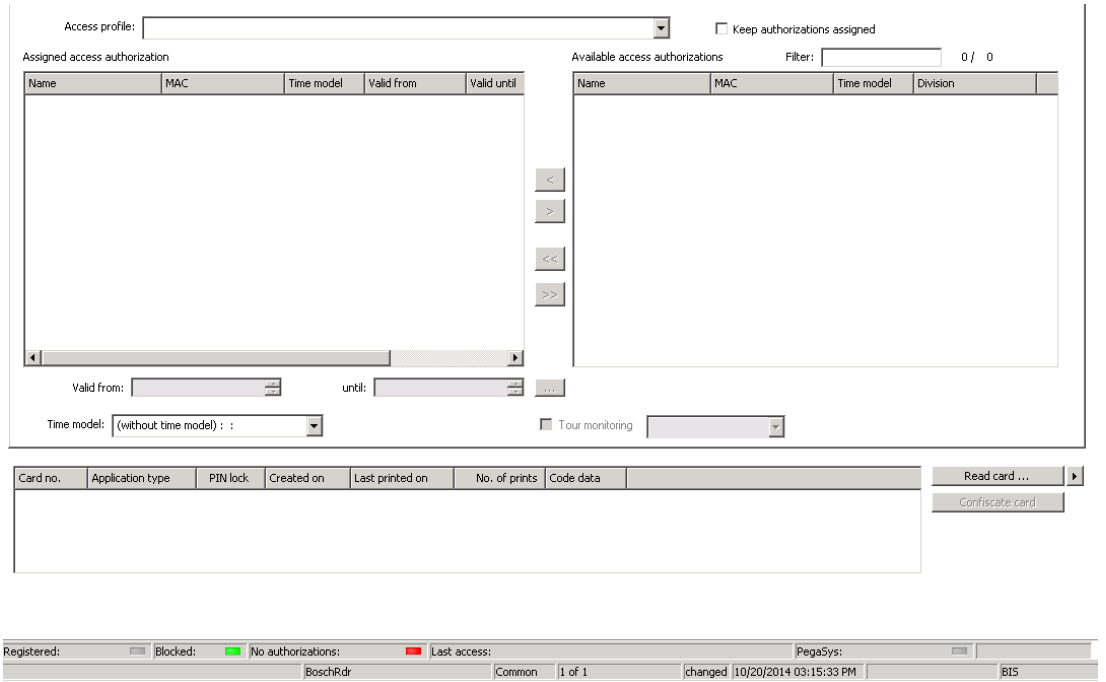 Access profile: Keep authorizations assigned
Assigned access authorization Available access authorizations Filter: 0 / 0
Name MAC Time model Valid from Valid until Name MAC Time model Division
<
>
<<
>>
Valid from: until: ...
Time model: (without time model) : : Tour monitoring
Card no. Application type PIN lock Created on Last printed on No. of prints Code data Read card ...
Confiscate card
Registered: Blocked: No authorizations: Last access: PegaSys:
BoschRdr Common 1 of 1 changed 10/20/2014 03:15:33 PM BIS